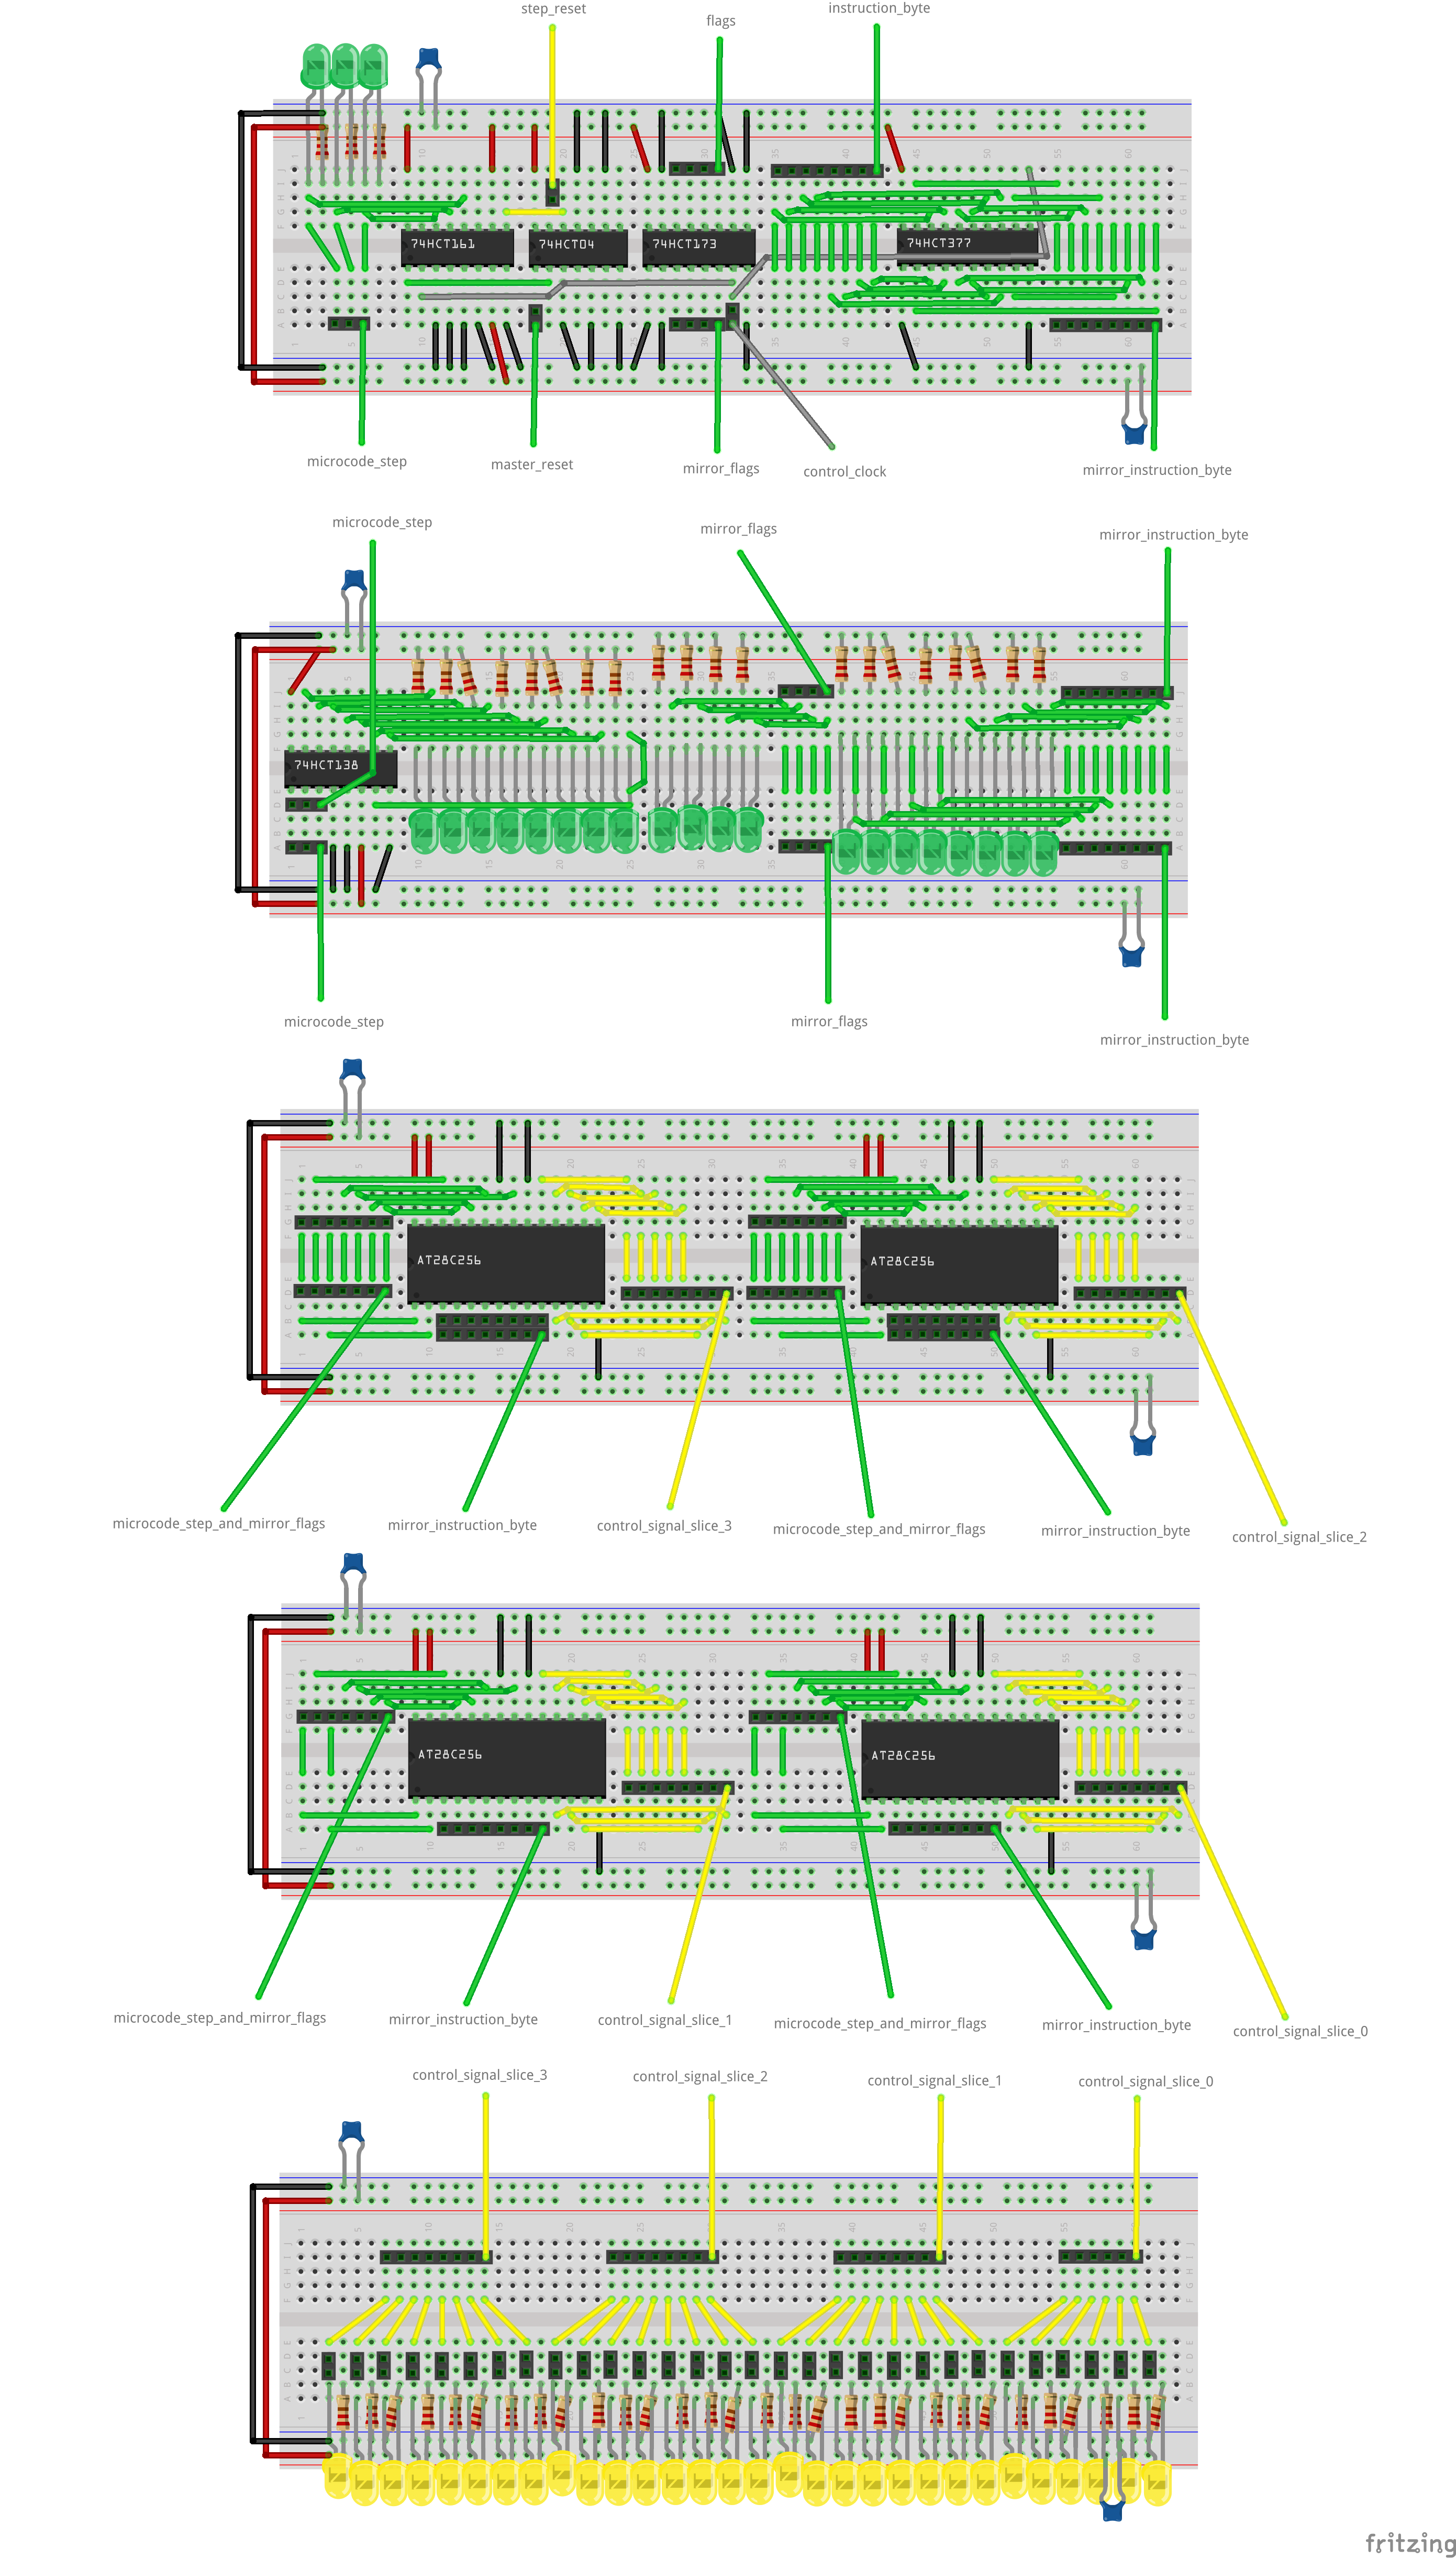 step_reset
flags
instruction_byte
74HCT161
74HCT04
74HCT173
74HCT377
microcode_step
master_reset
mirror_flags
control_clock
mirror_instruction_byte
microcode_step
mirror_flags
mirror_instruction_byte
74HCT138
microcode_step
mirror_flags
mirror_instruction_byte
AT28C256
AT28C256
microcode_step_and_mirror_flags
mirror_instruction_byte
control_signal_slice_3
microcode_step_and_mirror_flags
mirror_instruction_byte
control_signal_slice_2
AT28C256
AT28C256
microcode_step_and_mirror_flags
mirror_instruction_byte
control_signal_slice_1
microcode_step_and_mirror_flags
mirror_instruction_byte
control_signal_slice_0
control_signal_slice_3
control_signal_slice_2
control_signal_slice_1
control_signal_slice_0
fritzing